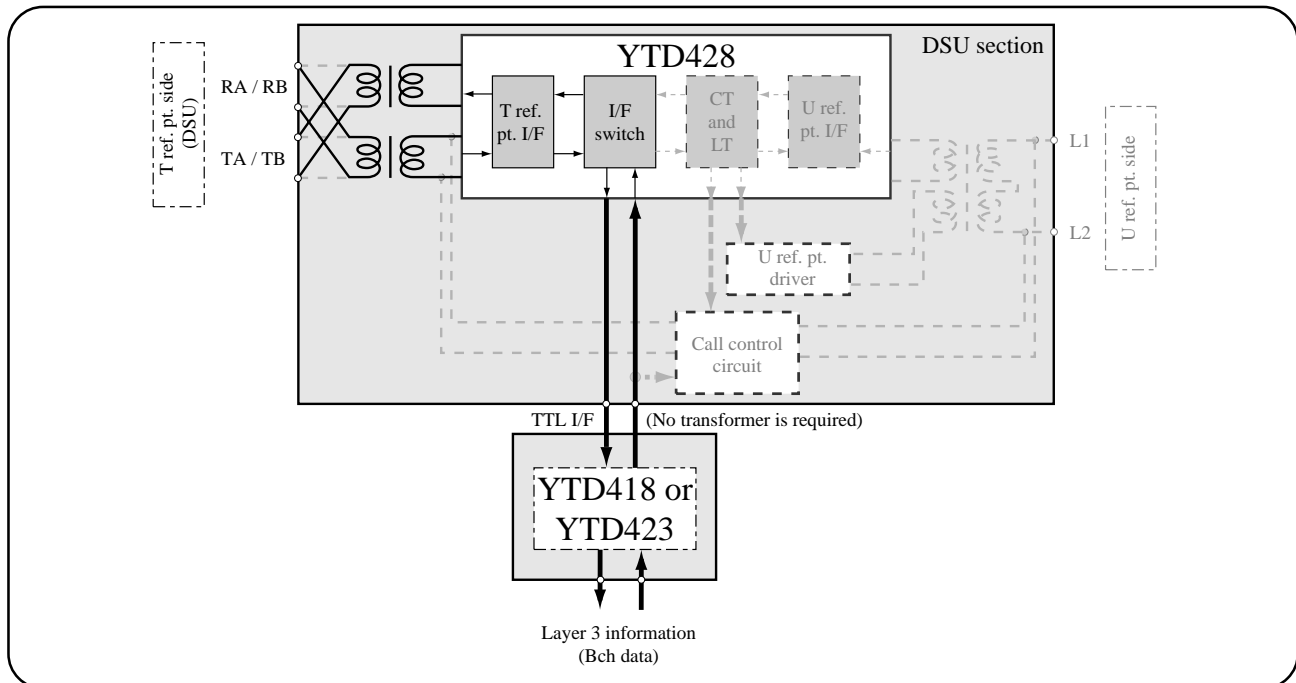 DSU section
YTD428
T ref. pt. side
(DSU)
RA / RB
TA / TB
T ref.
pt. I/F
I/F
switch
CT
and
LT
U ref.
pt. I/F
L1
L2
U ref. pt. side
U ref. pt.
driver
Call control
circuit
TTL I/F
(No transformer is required)
YTD418 or
YTD423
Layer 3 information
(Bch data)